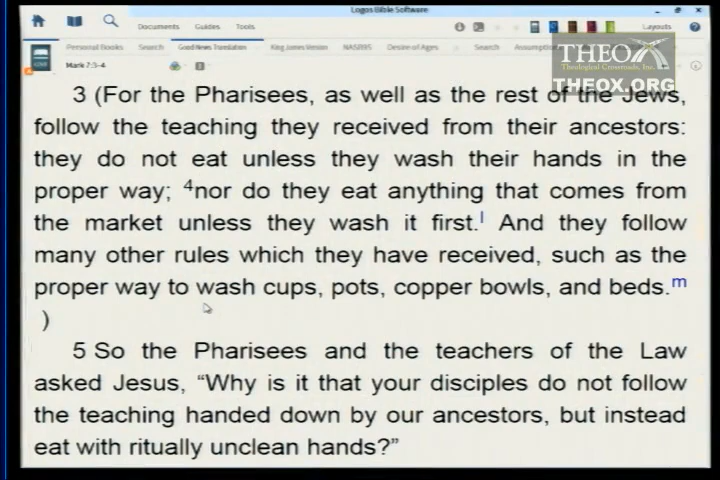 Logos Bible Software
Documents Guides Tools
Layouts
Personal Books Search Good News Translation King James Version NASB95 Desire of Ages Search
Mark 7:3-4
THEOX
Theological Crossroads, Inc.
THEOX.ORG
3 (For the Pharisees, as well as the rest of the Jews,
follow the teaching they received from their ancestors:
they do not eat unless they wash their hands in the
proper way; 4nor do they eat anything that comes from
the market unless they wash it first.l And they follow
many other rules which they have received, such as the
proper way to wash cups, pots, copper bowls, and beds.m
)
5 So the Pharisees and the teachers of the Law
asked Jesus, “Why is it that your disciples do not follow
the teaching handed down by our ancestors, but instead
eat with ritually unclean hands?”